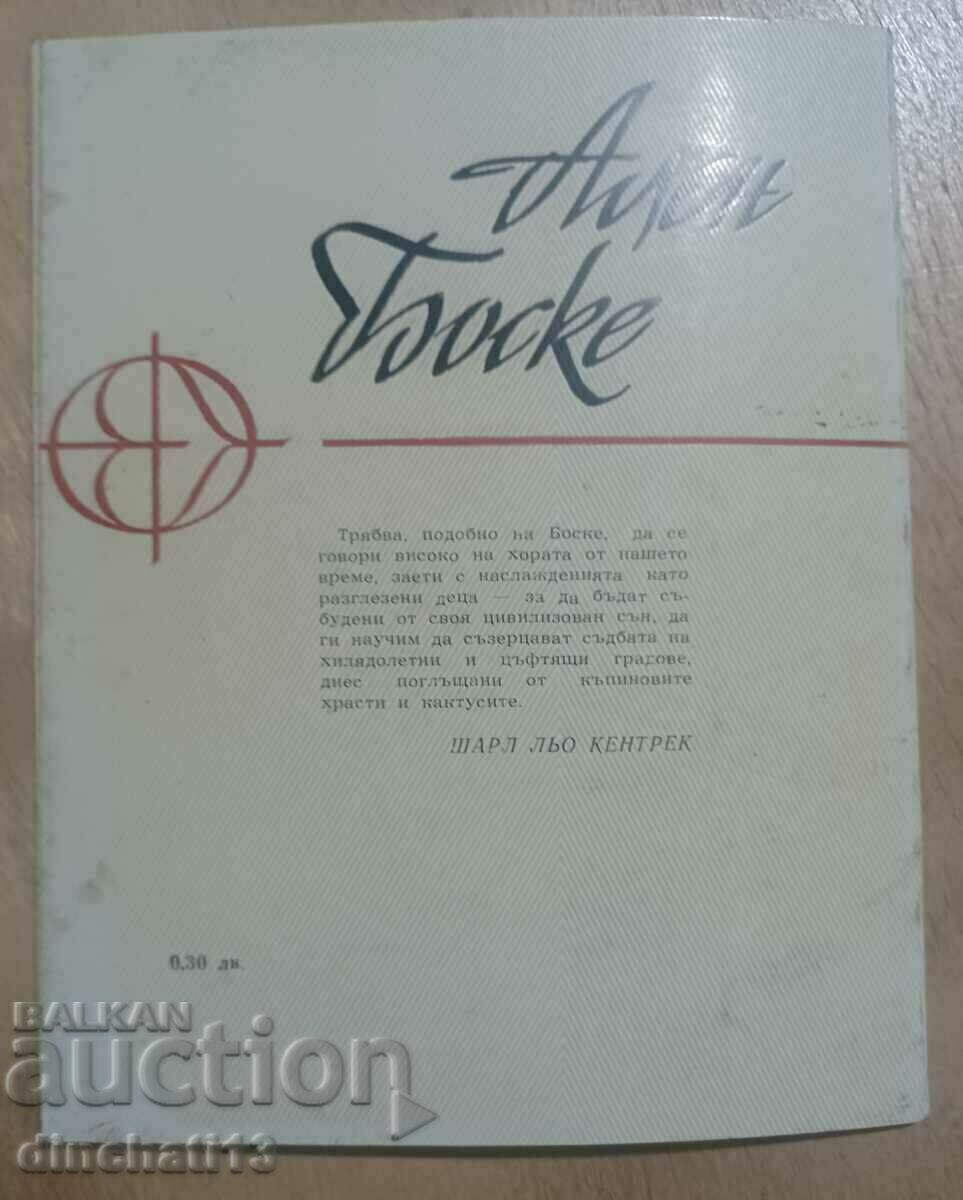 Ален
Боске
Трябва, подобно на Боске, да се
говори високо на хората от нашето
време, заети с наслажденията като
разглезени деца — за да бъдат съ-
будени от своя цивилизован сън, да
ги научим да съзерцават съдбата на
хилядолетни и цъфтящи градове,
днес поглъщани от къпиновите
храсти и кактусите.
ШАРЛ ЛЬО КЕНТРЕК
0,30 лв.
BALKAN
auction
dinchati13